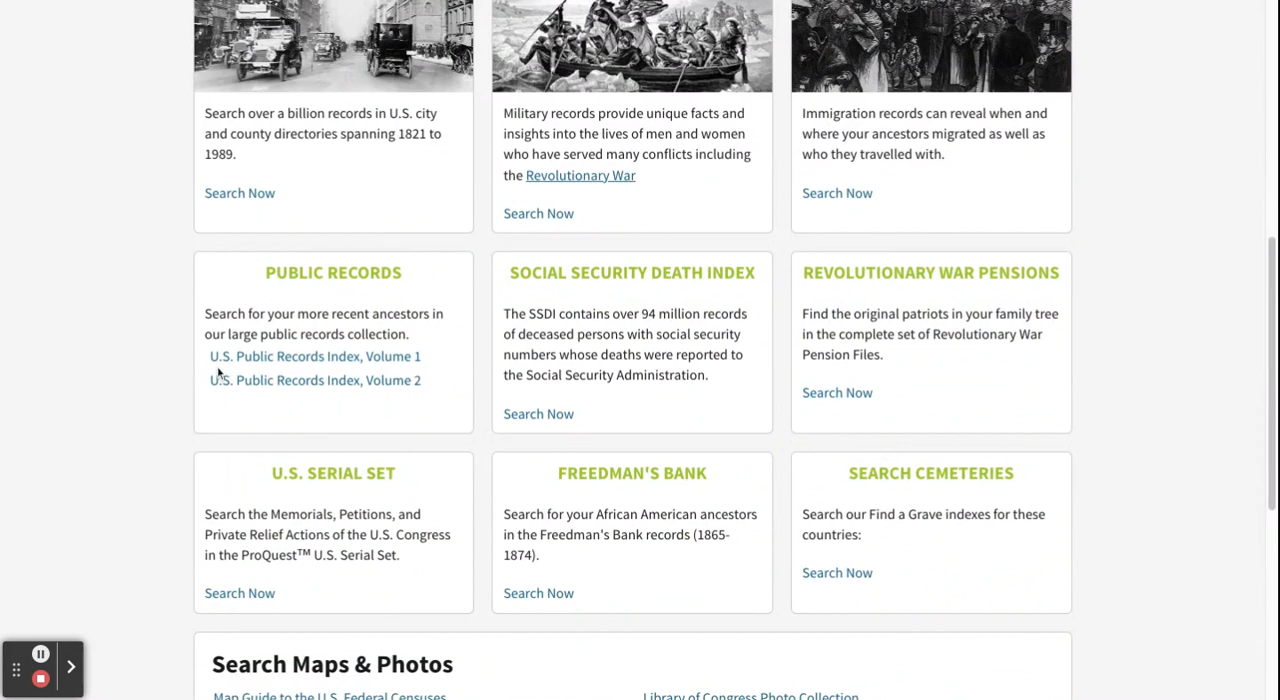 Search over a billion records in U.S. city
and county directories spanning 1821 to
1989.
Search Now
Military records provide unique facts and
insights into the lives of men and women
who have served many conflicts including
the Revolutionary War
Search Now
Immigration records can reveal when and
where your ancestors migrated as well as
who they travelled with.
Search Now
PUBLIC RECORDS
Search for your more recent ancestors in
our large public records collection.
U.S. Public Records Index, Volume 1
U.S. Public Records Index, Volume 2
SOCIAL SECURITY DEATH INDEX
The SSDI contains over 94 million records
of deceased persons with social security
numbers whose deaths were reported to
the Social Security Administration.
Search Now
REVOLUTIONARY WAR PENSIONS
Find the original patriots in your family tree
in the complete set of Revolutionary War
Pension Files.
Search Now
U.S. SERIAL SET
Search the Memorials, Petitions, and
Private Relief Actions of the U.S. Congress
in the ProQuest™ U.S. Serial Set.
Search Now
FREEDMAN'S BANK
Search for your African American ancestors
in the Freedman's Bank records (1865-
1874).
Search Now
SEARCH CEMETERIES
Search our Find a Grave indexes for these
countries:
Search Now
Search Maps & Photos
Map Guide to the U.S. Federal Censuses
Library of Congress Photo Collection